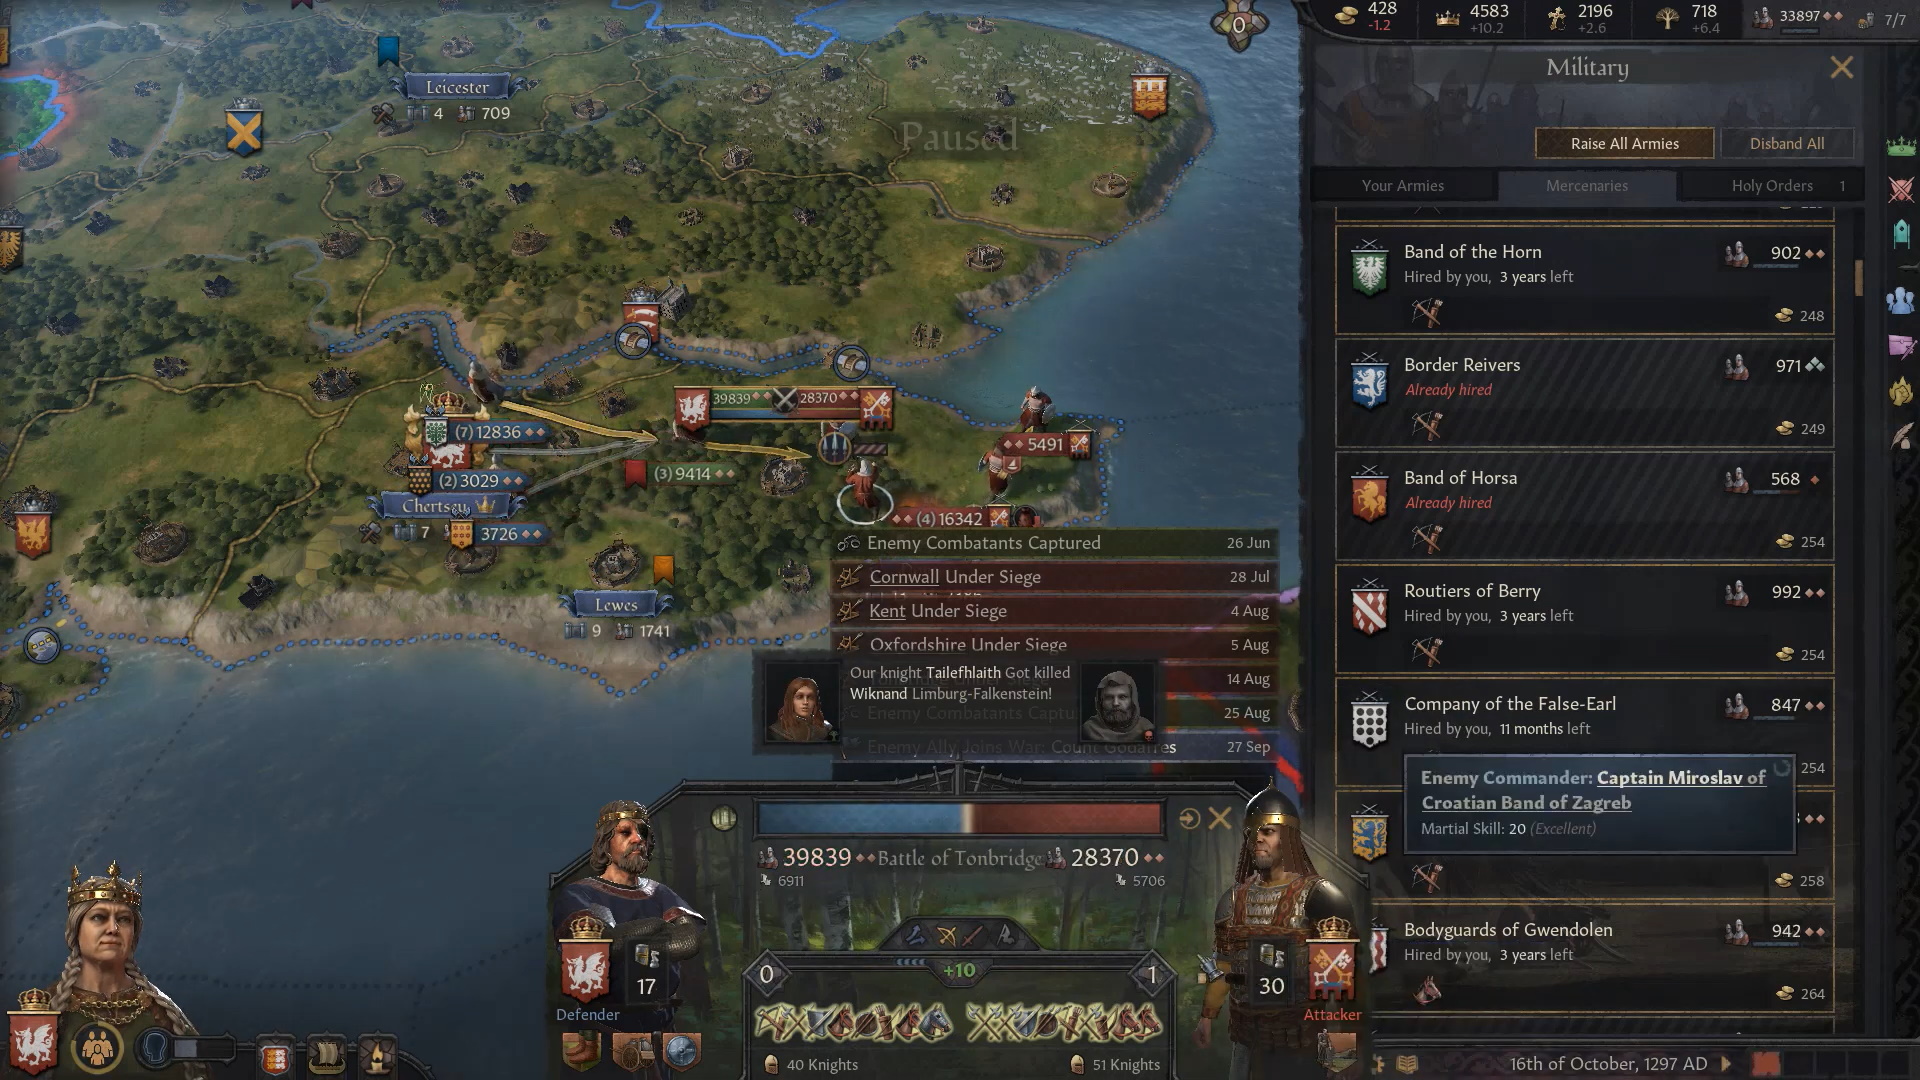 428
-1.2
4583
+10.2
2196
+2.6
718
+6.4
33897
7/7
0
Military
Raise All Armies
Disband All
Your Armies
Mercenaries
Holy Orders 1
Band of the Horn
902
Hired by you, 3 years left
248
Border Reivers
971
Already hired
249
Band of Horsa
568
Already hired
254
Routiers of Berry
992
Hired by you, 3 years left
254
Company of the False-Earl
847
Hired by you, 11 months left
254
Enemy Commander: Captain Miroslav of
Croatian Band of Zagreb
Martial Skill: 20 (Excellent)
258
Bodyguards of Gwendolen
942
Hired by you, 3 years left
264
16th of October, 1297 AD
Leicester
4 709
Paused
39839 28370
(7) 12836
(3) 9414
(2) 3029
Chertsey
7 3726
5491
(4) 16342
Lewes
9 1741
Enemy Combatants Captured 26 Jun
Cornwall Under Siege 28 Jul
Kent Under Siege 4 Aug
Oxfordshire Under Siege 5 Aug
14 Aug
Our knight Tailefhlaith Got killed
Wiknand Limburg-Falkenstein!
Enemy Combatants Captu 25 Aug
Enemy Ally Joins War: Count 27 Sep
39839 Battle of Tonbridge 28370
6911 5706
17
0 +10 1
30
Defender
Attacker
40 Knights
51 Knights